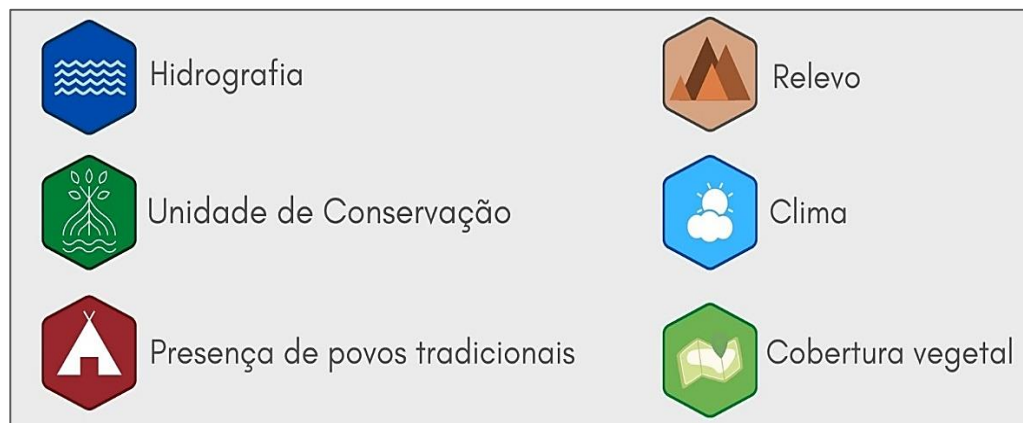 Hidrografia
Relevo
Unidade de Conservação
Clima
Presença de povos tradicionais
Cobertura vegetal